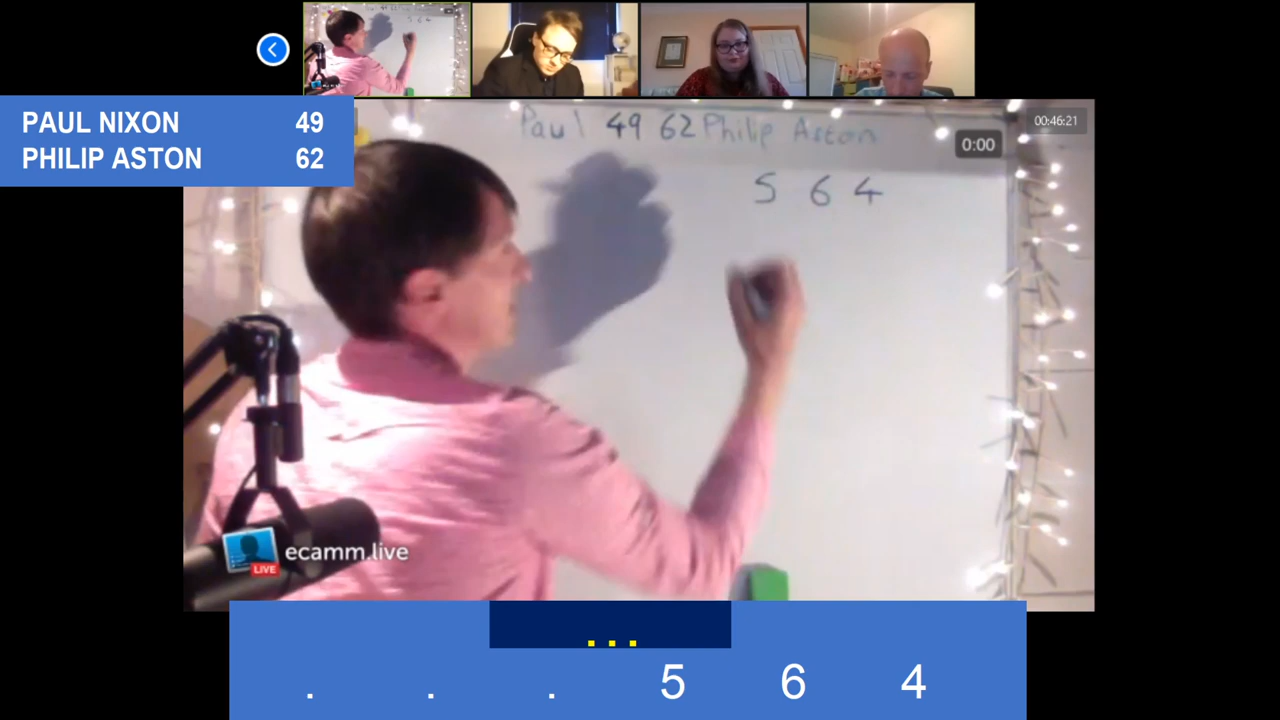 PAUL NIXON 49
PHILIP ASTON 62
Paul 49 62 Philip Aston
00:46:21
0:00
5 6 4
ecamm.live
LIVE
...
. . . 5 6 4